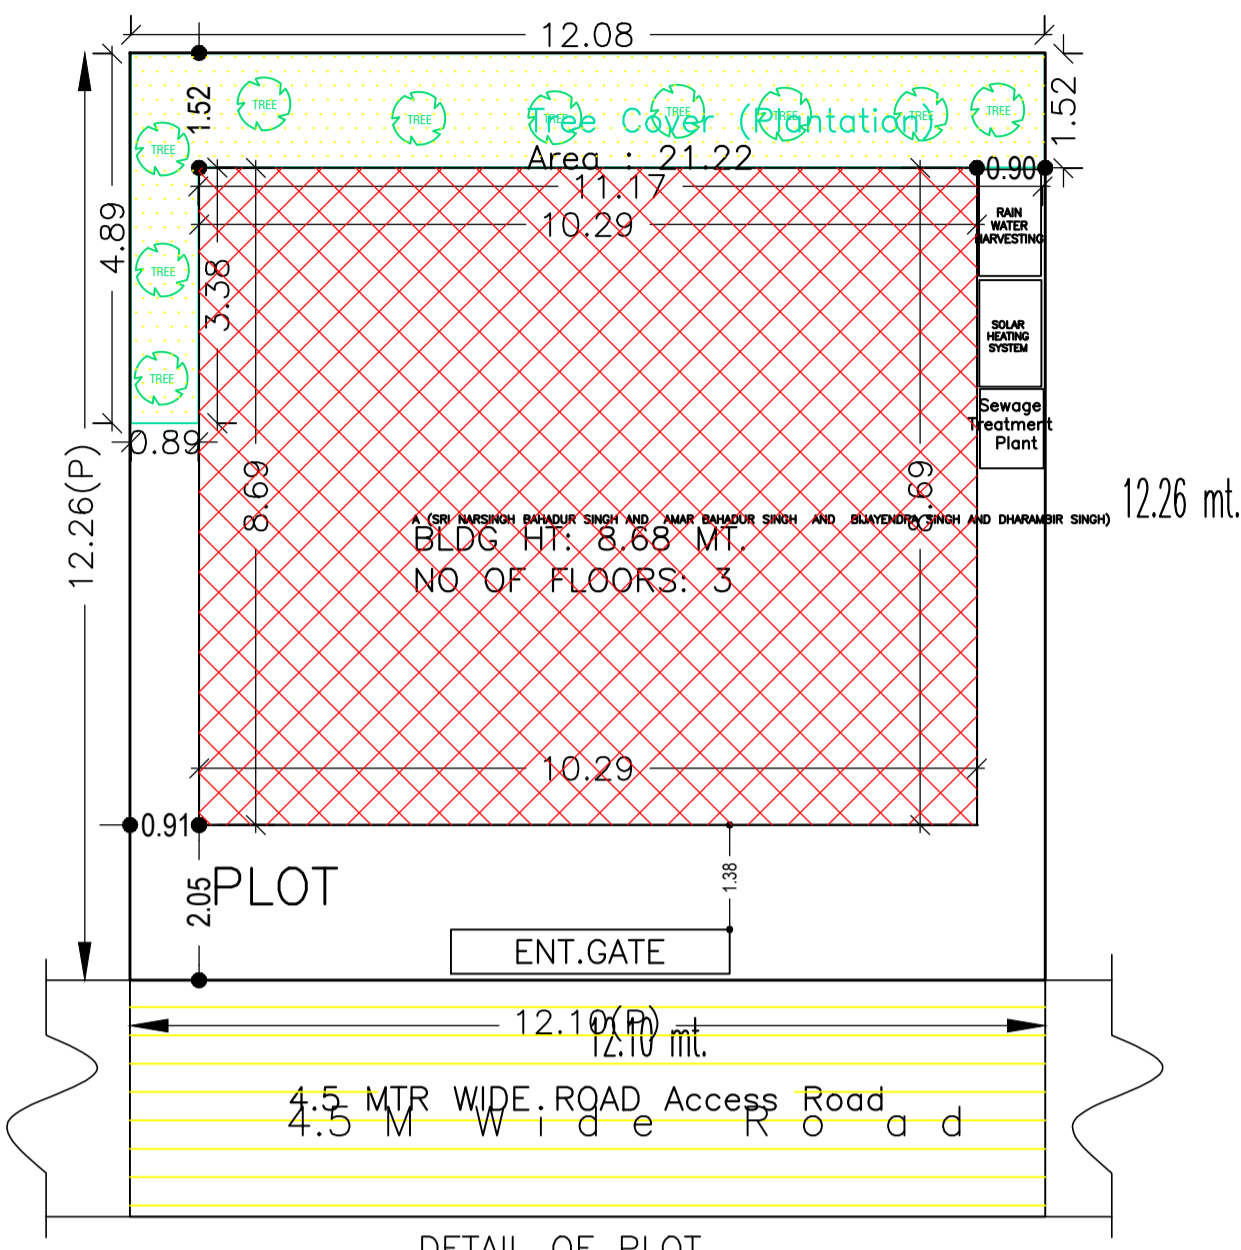 12.08
1.52
1.52
TREE
TREE
TREE
TREE
TREE
TREE
TREE
TREE
TREE
TREE
Tree Cover (Plantation)
Area : 21.22
11.17
0.90
10.29
RAIN
WATER
HARVESTING
4.89
3.38
SOLAR
HEATING
SYSTEM
Sewage
Treatment
Plant
0.89
8.69
8.69
12.26(P)
12.26 mt.
A (SRI NARSINGH BAHADUR SINGH AND AMAR BAHADUR SINGH AND BIJAYENDRA SINGH AND DHARAMBIR SINGH)
BLDG HT: 8.68 MT.
NO OF FLOORS: 3
10.29
0.91
1.38
2.05
PLOT
ENT.GATE
12.10(P)
12.10 mt.
4.5 MTR WIDE.ROAD Access Road
4.5 M Wide Road
DETAIL OF PLOT